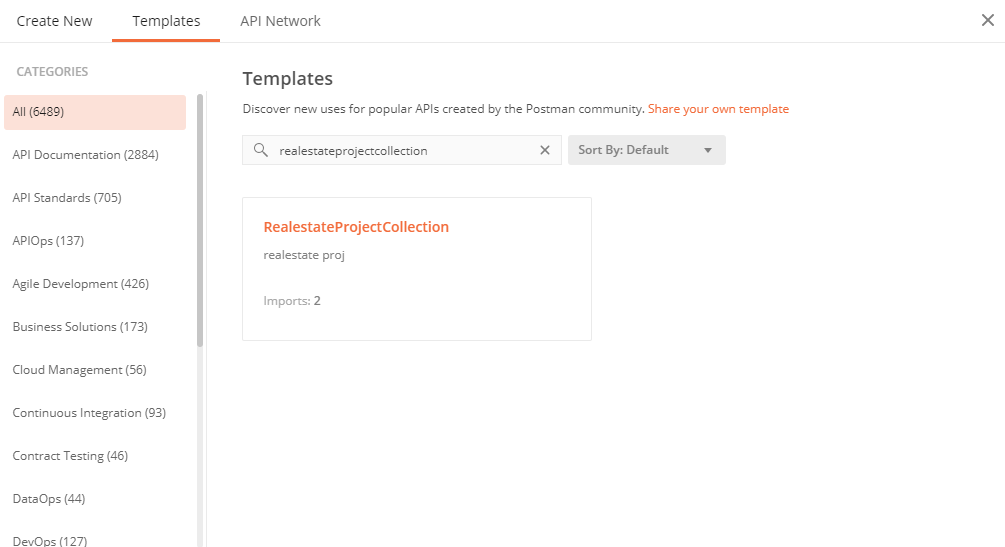 Create New
Templates
API Network
CATEGORIES
All (6489)
API Documentation (2884)
API Standards (705)
APIOps (137)
Agile Development (426)
Business Solutions (173)
Cloud Management (56)
Continuous Integration (93)
Contract Testing (46)
DataOps (44)
DevOps (127)
Templates
Discover new uses for popular APIs created by the Postman community. Share your own template
realestateprojectcollection
Sort By: Default
RealestateProjectCollection
realestate proj
Imports: 2